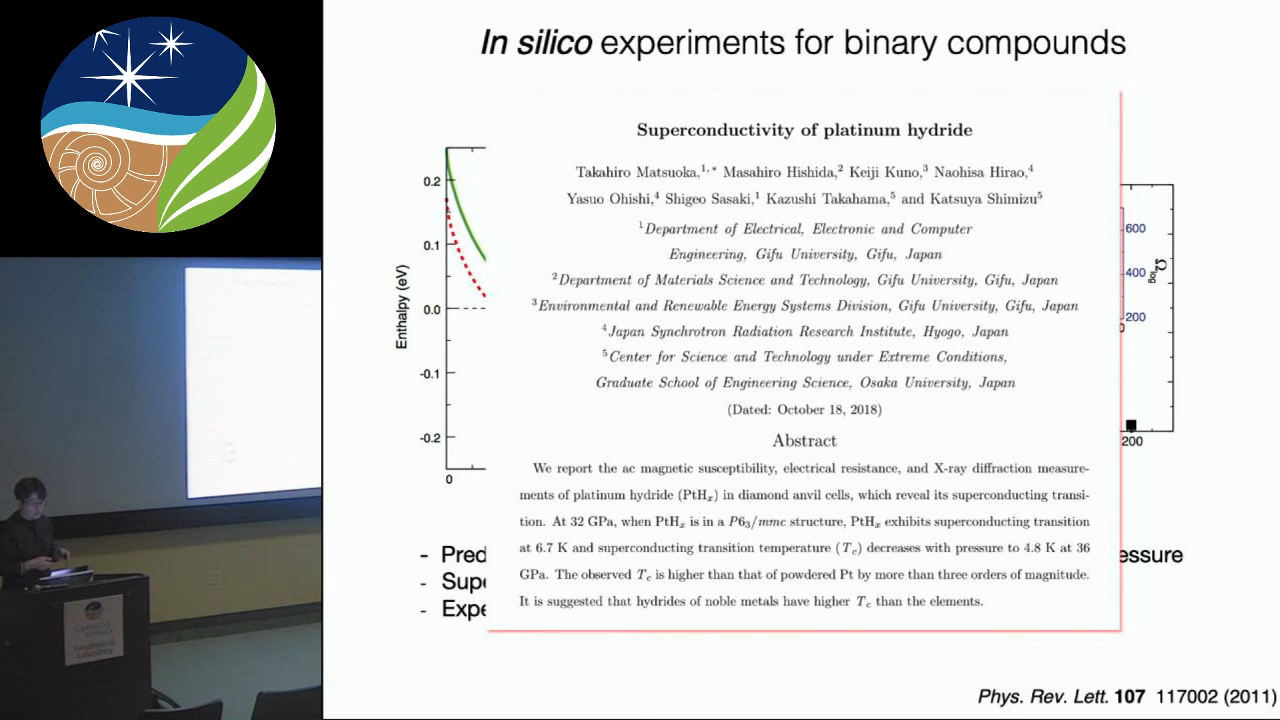 In silico experiments for binary compounds
Superconductivity of platinum hydride
Takahiro Matsuoka,1,* Masahiro Hishida,2 Keiji Kuno,3 Naohisa Hirao,4
Yasuo Ohishi,4 Shigeo Sasaki,1 Kazushi Takahama,5 and Katsuya Shimizu5
1Department of Electrical, Electronic and Computer
Engineering, Gifu University, Gifu, Japan
2Department of Materials Science and Technology, Gifu University, Gifu, Japan
3Environmental and Renewable Energy Systems Division, Gifu University, Gifu, Japan
4Japan Synchrotron Radiation Research Institute, Hyogo, Japan
5Center for Science and Technology under Extreme Conditions,
Graduate School of Engineering Science, Osaka University, Japan
(Dated: October 18, 2018)
Abstract
We report the ac magnetic susceptibility, electrical resistance, and X-ray diffraction measure-
ments of platinum hydride (PtHx) in diamond anvil cells, which reveal its superconducting transi-
tion. At 32 GPa, when PtHx is in a P63/mmc structure, PtHx exhibits superconducting transition
at 6.7 K and superconducting transition temperature (Tc) decreases with pressure to 4.8 K at 36
GPa. The observed Tc is higher than that of powdered Pt by more than three orders of magnitude.
It is suggested that hydrides of noble metals have higher Tc than the elements.
Enthalpy (eV)
0.2
0.1
0.0
-0.1
-0.2
0
600
400
200
Ωlog
0
200
- Pred
essure
- Supe
- Expe
Phys. Rev. Lett. 107 117002 (2011)
Geophysical
Laboratory